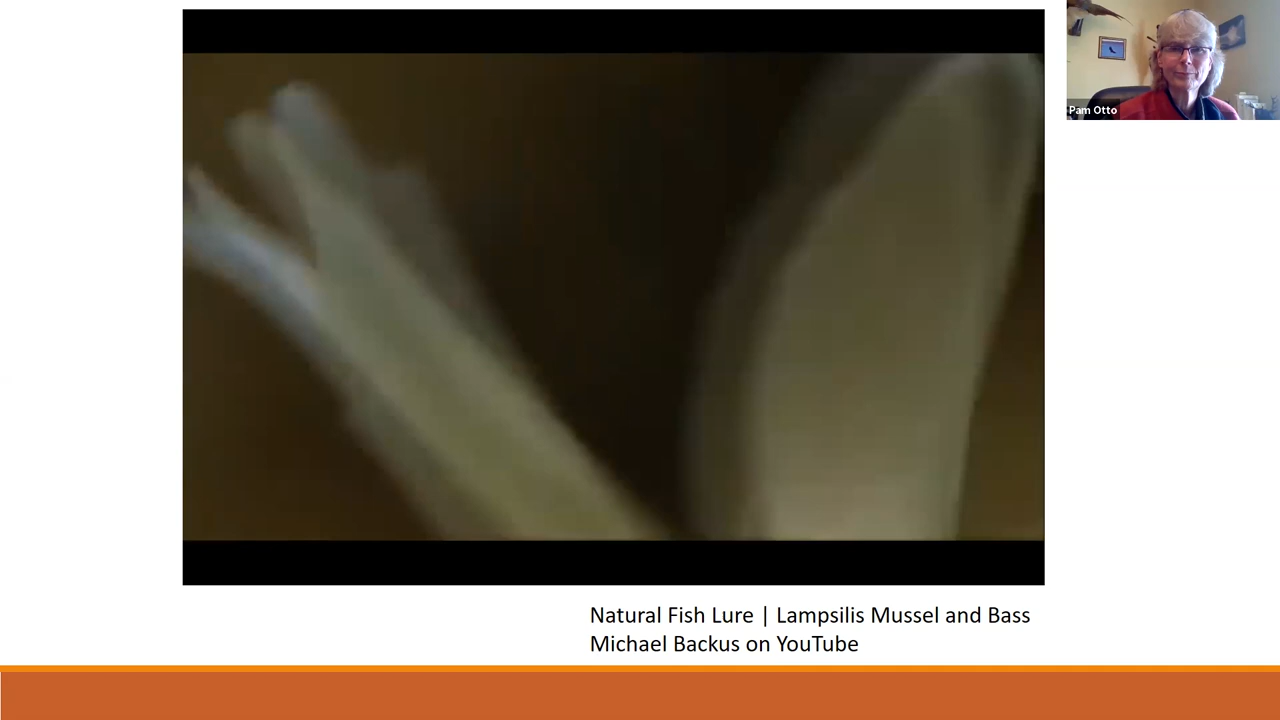 Pam Otto
Natural Fish Lure | Lampsilis Mussel and Bass
Michael Backus on YouTube